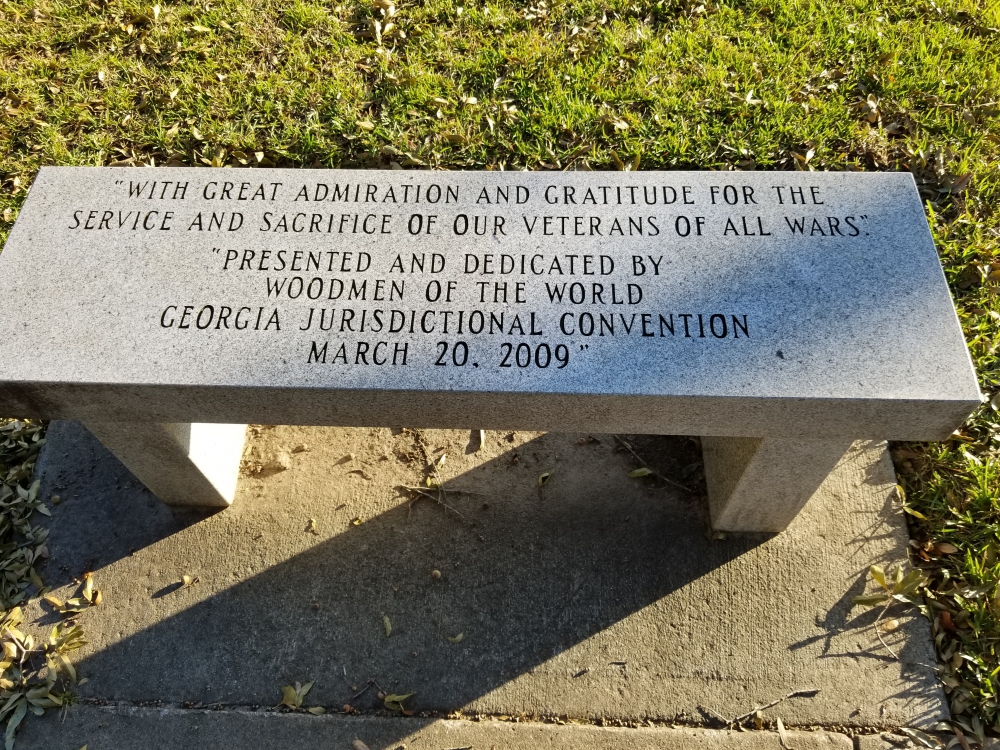 "WITH GREAT ADMIRATION AND GRATITUDE FOR THE
SERVICE AND SACRIFICE OF OUR VETERANS OF ALL WARS".
"PRESENTED AND DEDICATED BY
WOODMEN OF THE WORLD
GEORGIA JURISDICTIONAL CONVENTION
MARCH 20, 2009"